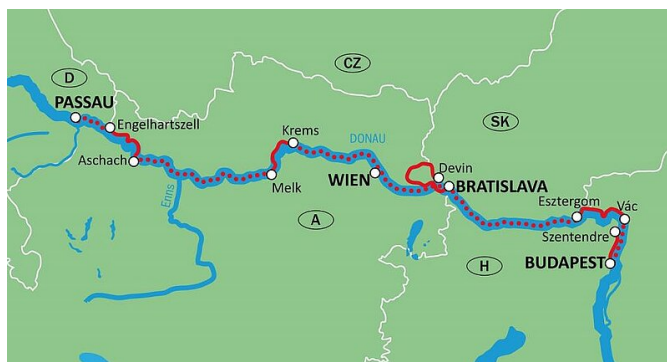 D
CZ
PASSAU
Engelhartszell
Krems
DONAU
SK
Aschach
Devin
WIEN
BRATISLAVA
Melk
Enns
Esztergom
Vác
A
Szentendre
H
BUDAPEST